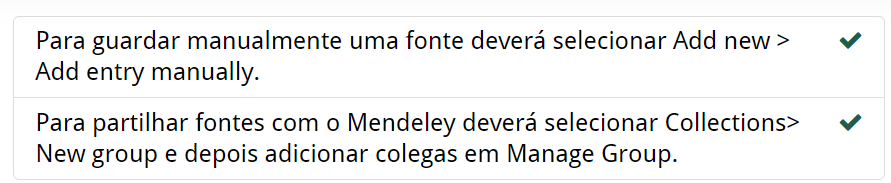 Para guardar manualmente uma fonte deverá selecionar Add new >
Add entry manually.
Para partilhar fontes com o Mendeley deverá selecionar Collections>
New group e depois adicionar colegas em Manage Group.